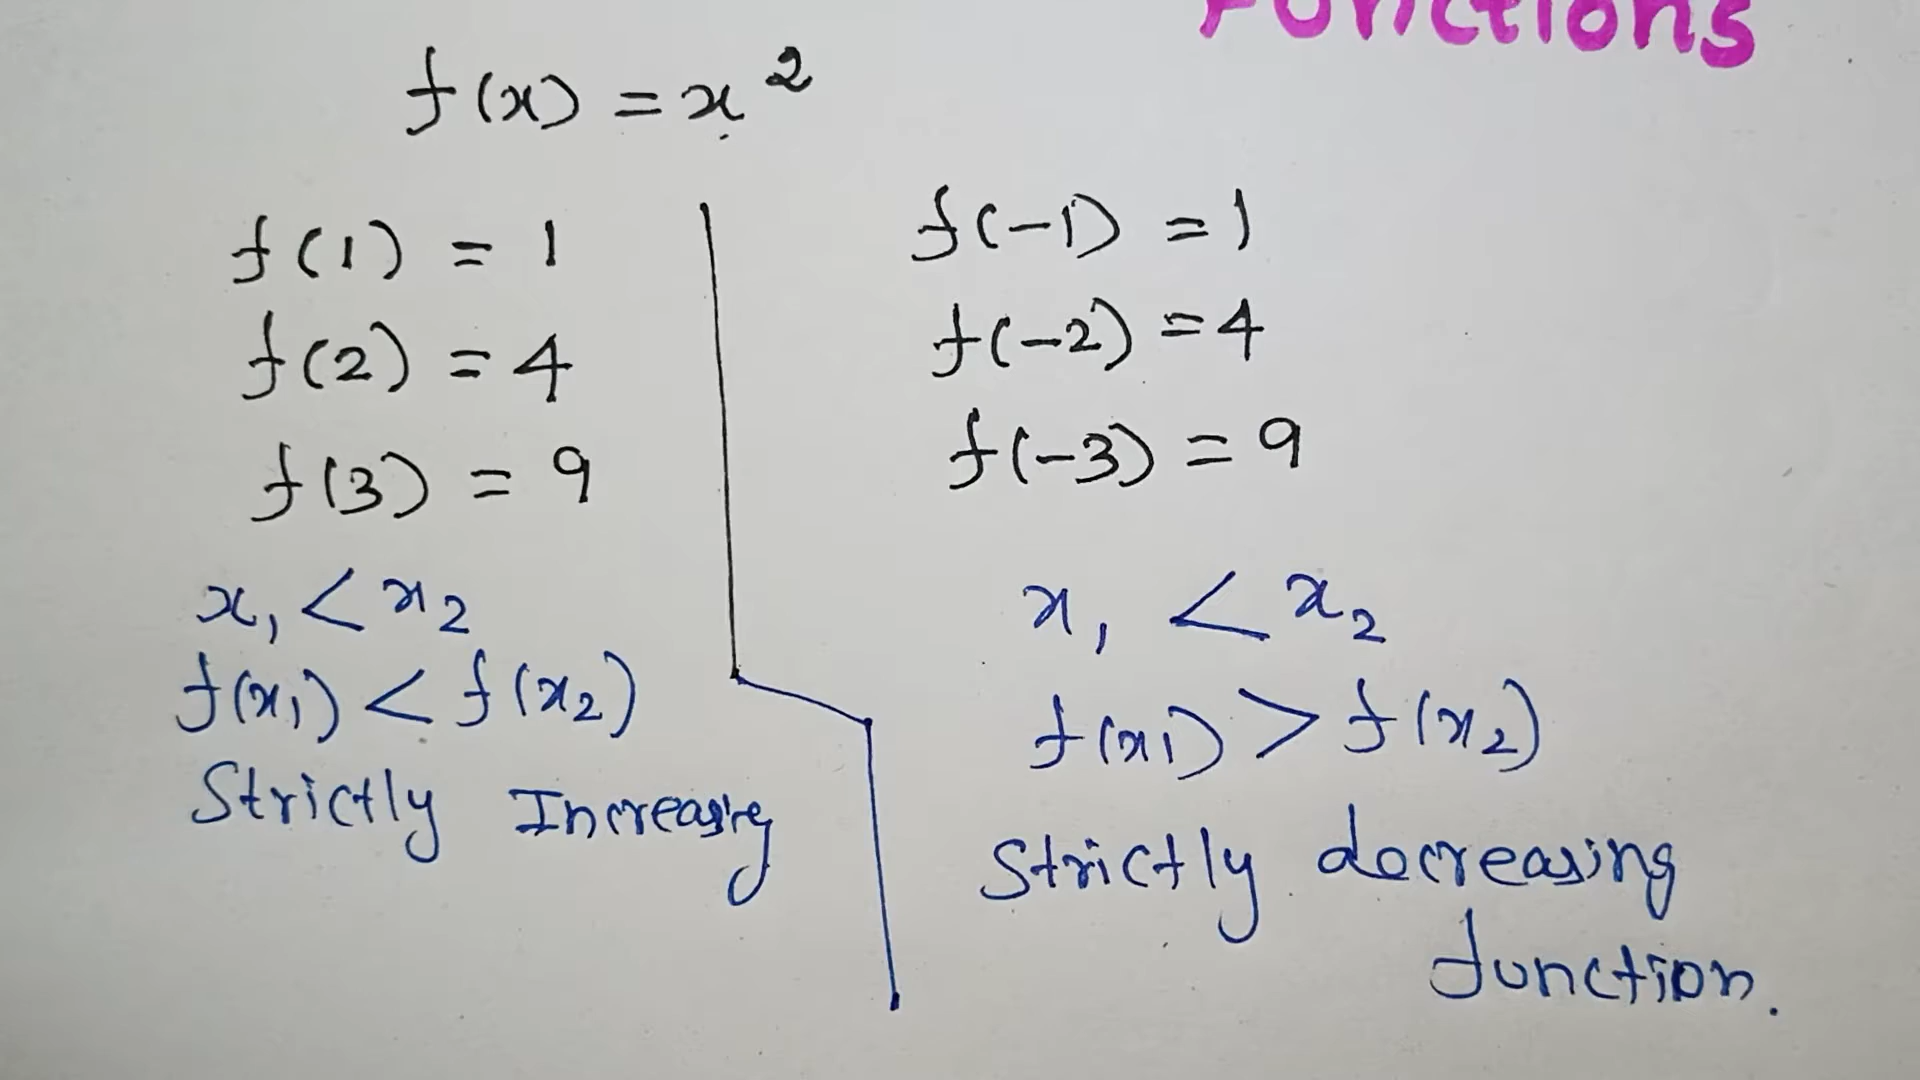 Functions
f(x) = x²
f(1) = 1
f(2) = 4
f(3) = 9
x₁ < x₂
f(x₁) < f(x₂)
Strictly Increasing
f(-1) = 1
f(-2) = 4
f(-3) = 9
x₁ < x₂
f(x₁) > f(x₂)
Strictly decreasing
function.